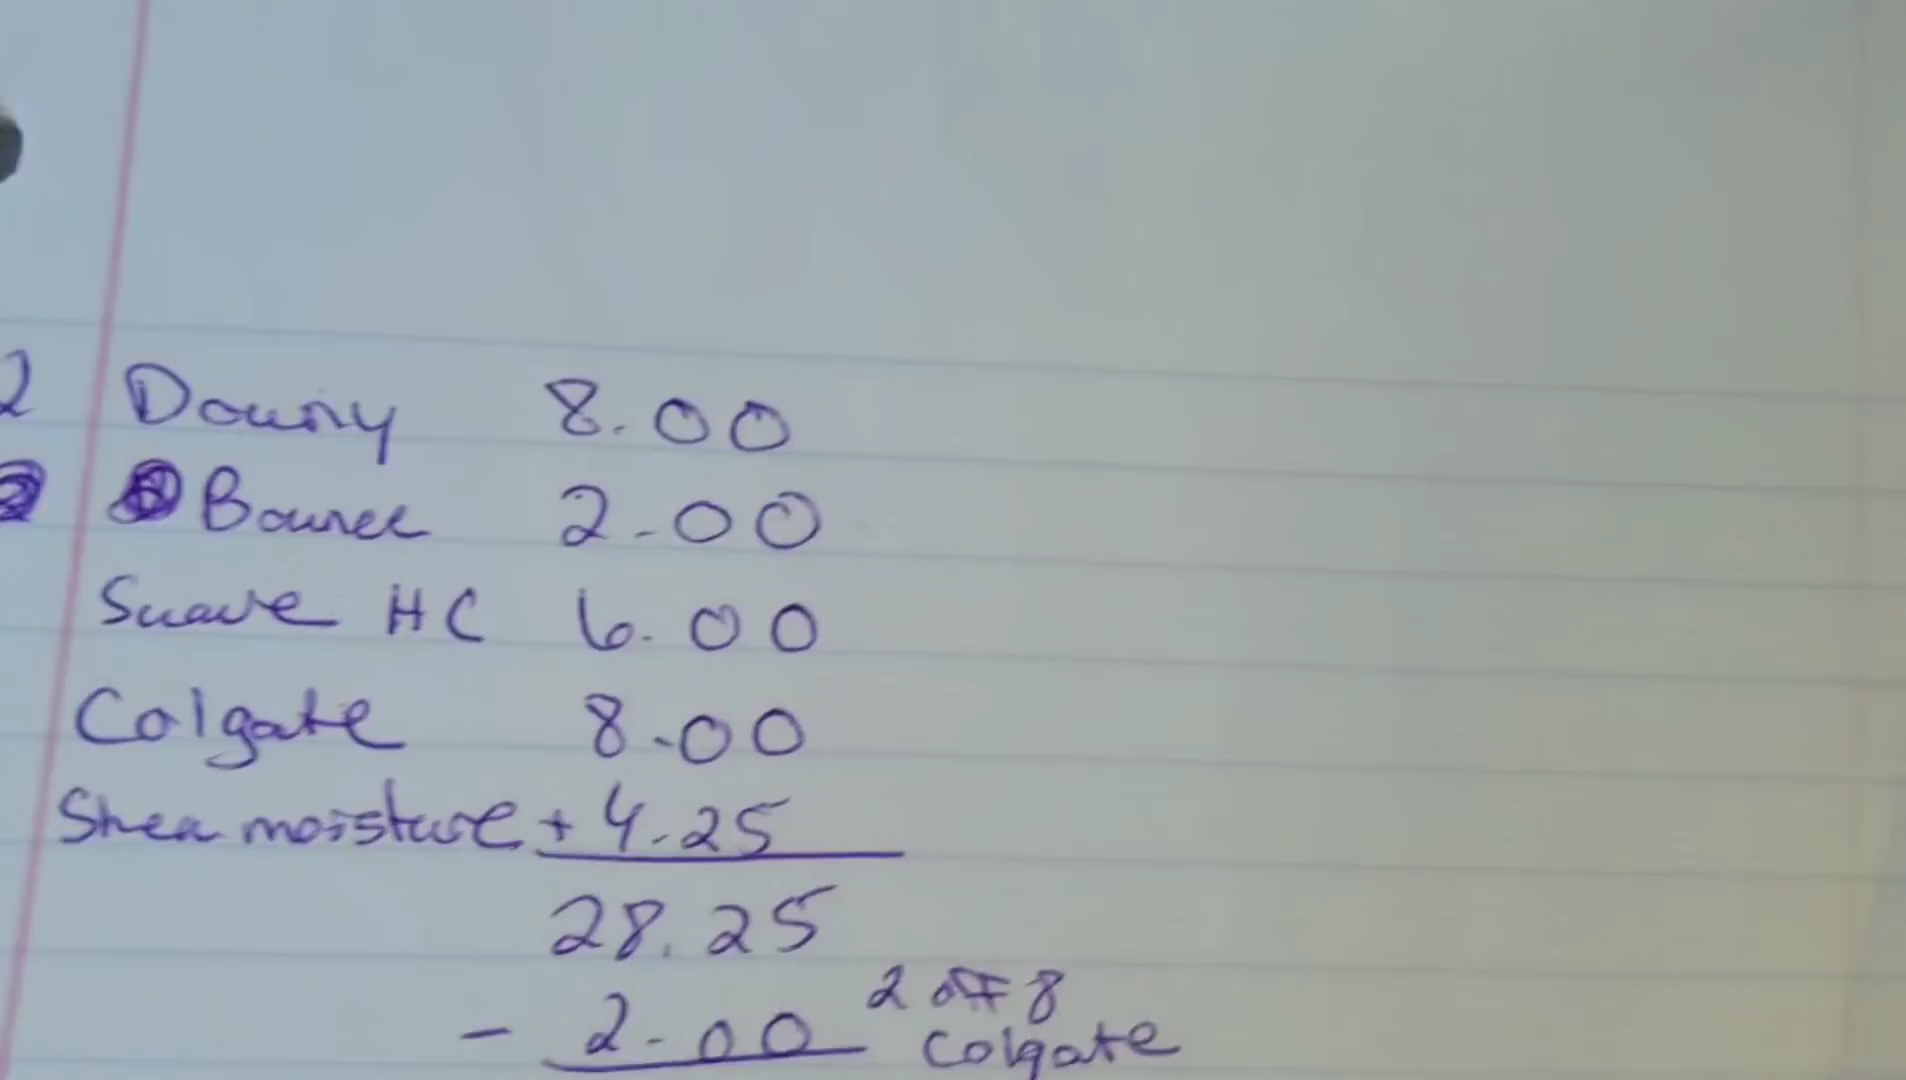 2 Downy 8.00
Bounce 2.00
Suave HC 6.00
Colgate 8.00
Shea moisture + 4.25
28.25
- 2.00 2 off 8
Colgate